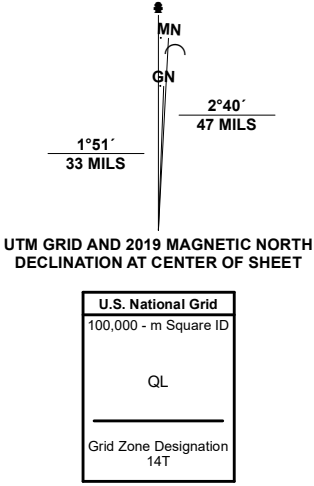 MN
GN
2°40´
47 MILS
1°51´
33 MILS
UTM GRID AND 2019 MAGNETIC NORTH
DECLINATION AT CENTER OF SHEET
U.S. National Grid
100,000 - m Square ID
QL
Grid Zone Designation
14T